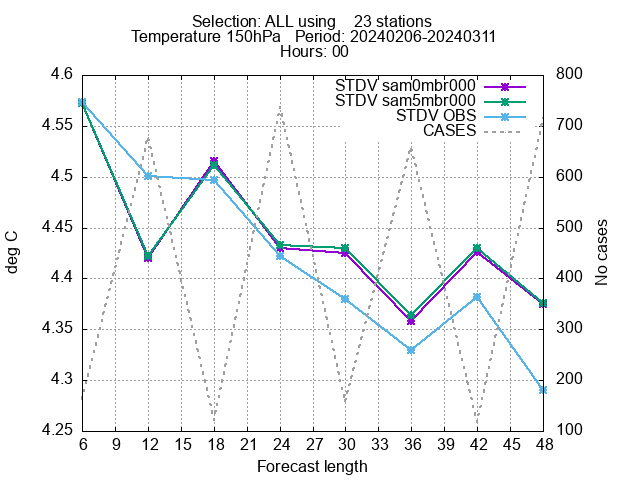 Selection: ALL using    23 stations
Temperature 150hPa   Period: 20240206-20240311
Hours: 00
STDV sam0mbr000
STDV sam5mbr000
STDV OBS
CASES
deg C
No cases
4.6
4.55
4.5
4.45
4.4
4.35
4.3
4.25
800
700
600
500
400
300
200
100
6 9 12 15 18 21 24 27 30 33 36 39 42 45 48
Forecast length